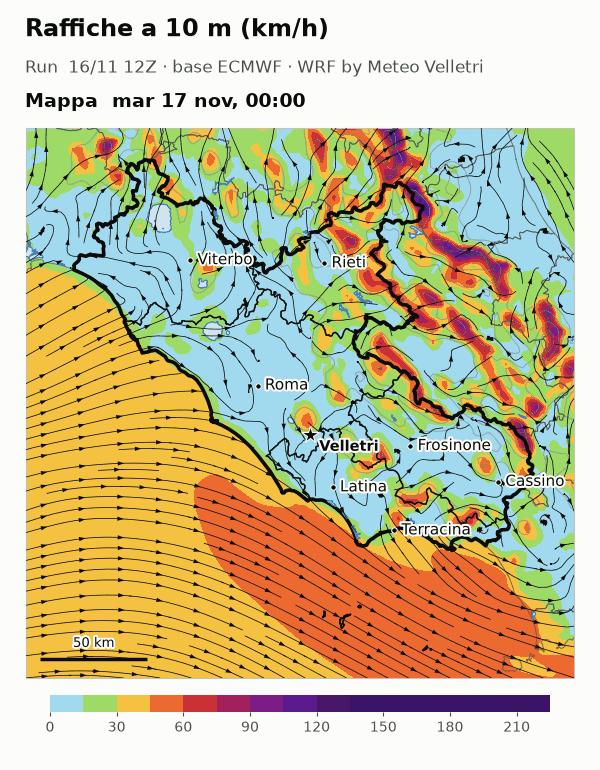 Raffiche a 10 m (km/h)
Run  16/11 12Z · base ECMWF · WRF by Meteo Velletri
Mappa  mar 17 nov, 00:00
Viterbo
Rieti
Roma
Velletri
Frosinone
Latina
Cassino
Terracina
50 km
0 30 60 90 120 150 180 210